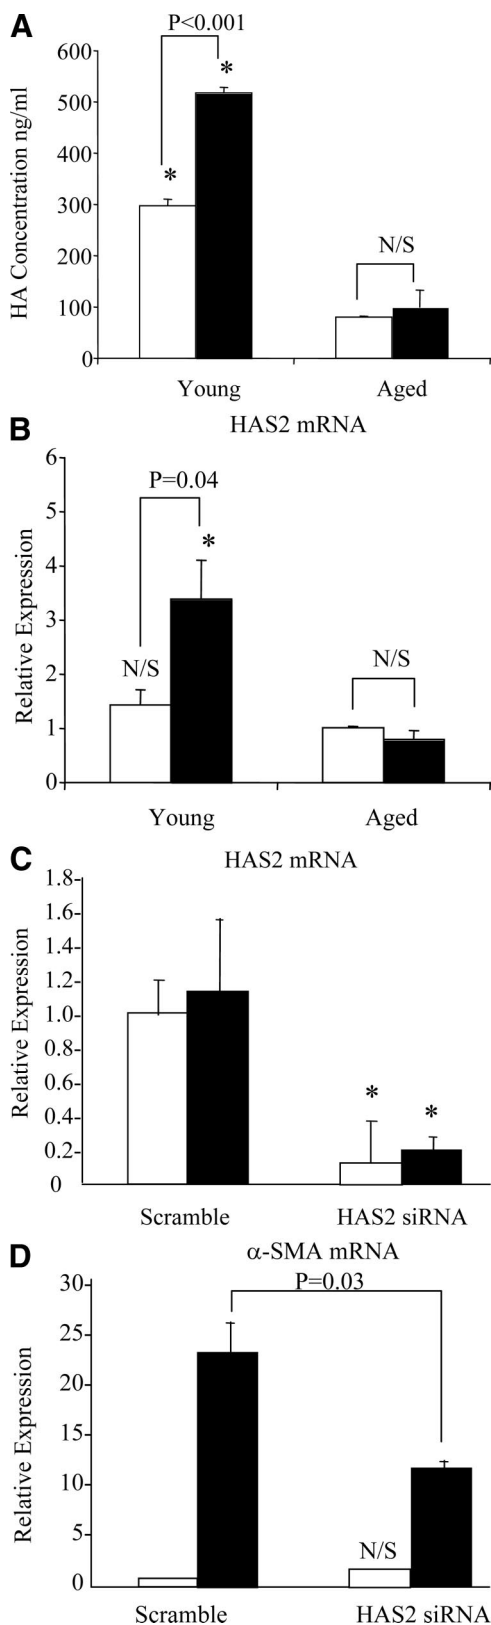 A
P<0.001
*
*
HA Concentration ng/ml
600
500
400
300
200
100
0
N/S
Young
Aged
B
HAS2 mRNA
P=0.04
*
N/S
Relative Expression
6
5
4
3
2
1
0
N/S
Young
Aged
C
HAS2 mRNA
Relative Expression
1.8
1.6
1.4
1.2
1.0
0.8
0.6
0.4
0.2
0
*
*
Scramble
HAS2 siRNA
D
α-SMA mRNA
P=0.03
Relative Expression
30
25
20
15
10
5
0
N/S
Scramble
HAS2 siRNA